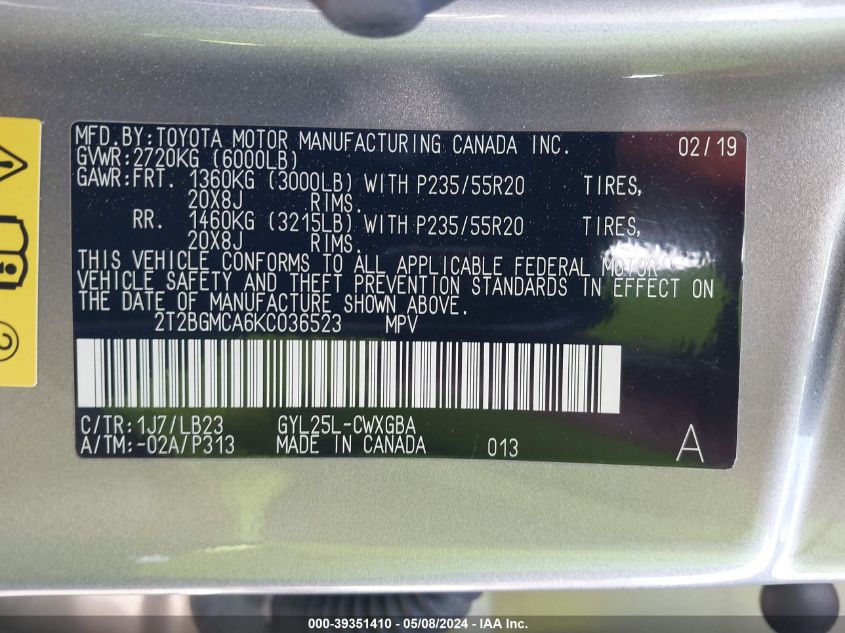 MFD.BY:TOYOTA MOTOR MANUFACTURING CANADA INC. 02/19
GVWR:2720KG (6000LB)
GAWR:FRT. 1360KG (3000LB) WITH P235/55R20 TIRES,
20X8J RIMS.
RR. 1460KG (3215LB) WITH P235/55R20 TIRES,
20X8J RIMS.
THIS VEHICLE CONFORMS TO ALL APPLICABLE FEDERAL MOTOR
VEHICLE SAFETY AND THEFT PREVENTION STANDARDS IN EFFECT ON
THE DATE OF MANUFACTURE SHOWN ABOVE.
2T2BGMCA6KC036523 MPV
C/TR:1J7/LB23 GYL25L-CWXGBA
A/TM:-02A/P313 MADE IN CANADA 013 A
000-39351410 - 05/08/2024 - IAA Inc.